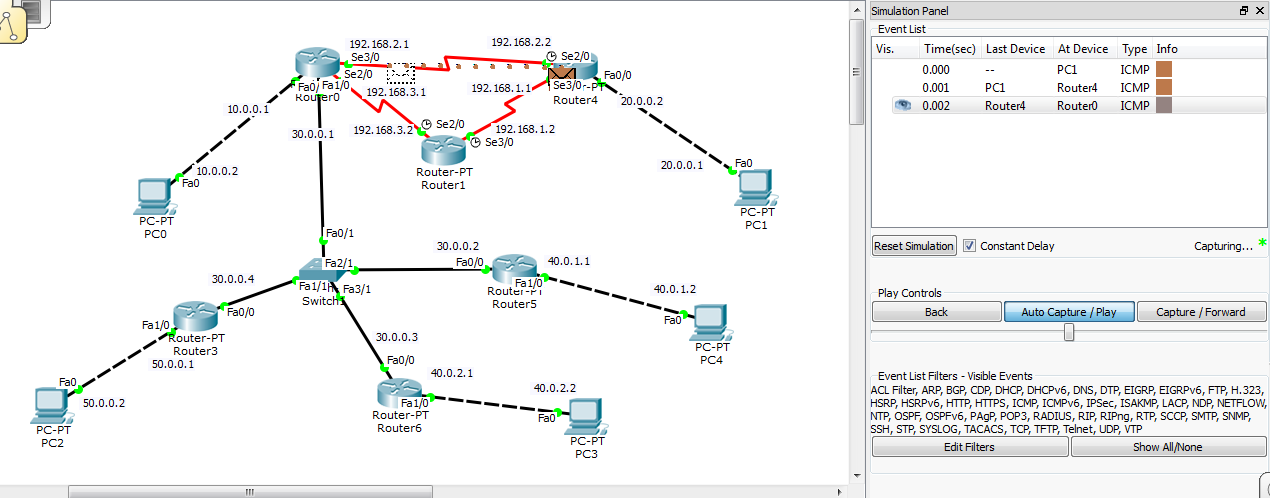 192.168.2.1
Se3/0
Se2/0
Fa0/
Fa1/0
Router0
192.168.3.1
192.168.2.2
Se2/0
Fa0/0
Se3/0
r-PT
Router4
192.168.1.1
20.0.0.2
10.0.0.1
30.0.0.1
192.168.3.2
Se2/0
192.168.1.2
Se3/0
Router-PT
Router1
10.0.0.2
Fa0
PC-PT
PC0
20.0.0.1
Fa0
PC-PT
PC1
Fa0/1
Fa2/1
Fa1/1
Fa3/1
Switch1
30.0.0.2
Fa0/0
Fa1/0
Router-PT
Router5
40.0.1.1
40.0.1.2
Fa0
PC-PT
PC4
30.0.0.4
Fa0/0
Fa1/0
Router-PT
Router3
50.0.0.1
Fa0
50.0.0.2
PC-PT
PC2
30.0.0.3
Fa0/0
Fa1/0
Router-PT
Router6
40.0.2.1
40.0.2.2
Fa0
PC-PT
PC3
Simulation Panel
Event List
Vis. Time(sec) Last Device At Device Type Info
0.000 -- PC1 ICMP
0.001 PC1 Router4 ICMP
0.002 Router4 Router0 ICMP
Reset Simulation Constant Delay Capturing... *
Play Controls
Back Auto Capture / Play Capture / Forward
Event List Filters - Visible Events
ACL Filter, ARP, BGP, CDP, DHCP, DHCPv6, DNS, DTP, EIGRP, EIGRPv6, FTP, H.323,
HSRP, HSRPv6, HTTP, HTTPS, ICMP, ICMPv6, IPSec, ISAKMP, LACP, NDP, NETFLOW,
NTP, OSPF, OSPFv6, PAgP, POP3, RADIUS, RIP, RIPng, RTP, SCCP, SMTP, SNMP,
SSH, STP, SYSLOG, TACACS, TCP, TFTP, Telnet, UDP, VTP
Edit Filters Show All/None